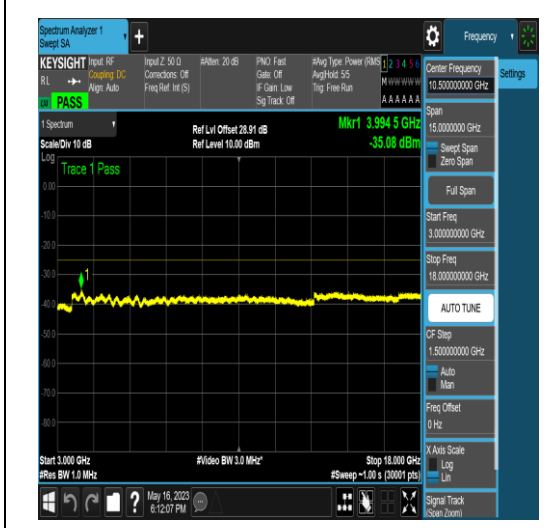 Spectrum Analyzer 1
Swept SA
Frequency
KEYSIGHT
RL
Input: RF
Coupling: DC
Align: Auto
Input Z: 50 Ω
Corrections: Off
Freq Ref: Int (S)
#Atten: 20 dB
PNO: Fast
Gate: Off
IF Gain: Low
Sig Track: Off
#Avg Type: Power (RMS
Avg|Hold: 5/5
Trig: Free Run
1 2 3 4 5 6
M W W W W W
A A A A A A
PASS
1 Spectrum
Scale/Div 10 dB
Ref Lvl Offset 28.91 dB
Ref Level 10.00 dBm
Mkr1 3.994 5 GHz
-35.08 dBm
Log
Trace 1 Pass
0.00
-10.0
-20.0
-30.0
-40.0
-50.0
-60.0
-70.0
-80.0
1
Start 3.000 GHz
#Res BW 1.0 MHz
#Video BW 3.0 MHz*
Stop 18.000 GHz
#Sweep ~1.00 s (30001 pts)
May 16, 2023
6:12:07 PM
Center Frequency
10.500000000 GHz
Settings
Span
15.0000000 GHz
Swept Span
Zero Span
Full Span
Start Freq
3.000000000 GHz
Stop Freq
18.000000000 GHz
AUTO TUNE
CF Step
1.500000000 GHz
Auto
Man
Freq Offset
0 Hz
X Axis Scale
Log
Lin
Signal Track
(Span Zoom)